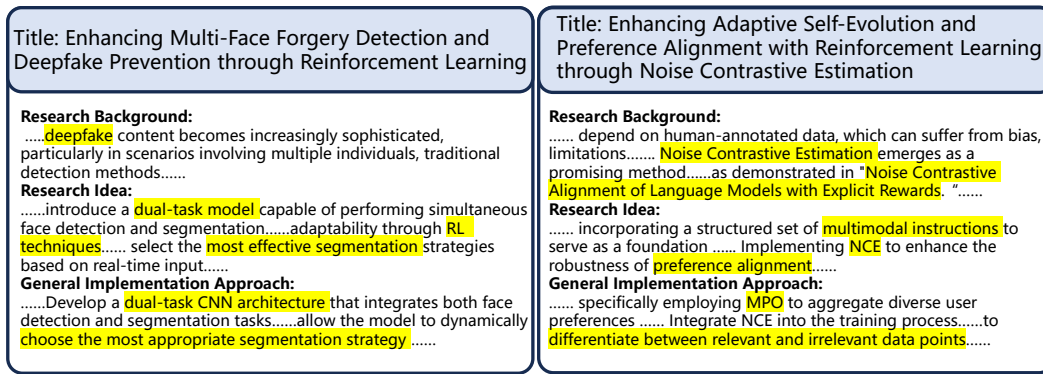 Title: Enhancing Multi-Face Forgery Detection and
Deepfake Prevention through Reinforcement Learning
Research Background:
.....deepfake content becomes increasingly sophisticated,
particularly in scenarios involving multiple individuals, traditional
detection methods......
Research Idea:
......introduce a dual-task model capable of performing simultaneous
face detection and segmentation......adaptability through RL
techniques...... select the most effective segmentation strategies
based on real-time input......
General Implementation Approach:
......Develop a dual-task CNN architecture that integrates both face
detection and segmentation tasks......allow the model to dynamically
choose the most appropriate segmentation strategy ......
Title: Enhancing Adaptive Self-Evolution and
Preference Alignment with Reinforcement Learning
through Noise Contrastive Estimation
Research Background:
...... depend on human-annotated data, which can suffer from bias,
limitations....... Noise Contrastive Estimation emerges as a
promising method......as demonstrated in "Noise Contrastive
Alignment of Language Models with Explicit Rewards. “......
Research Idea:
...... incorporating a structured set of multimodal instructions to
serve as a foundation ...... Implementing NCE to enhance the
robustness of preference alignment......
General Implementation Approach:
...... specifically employing MPO to aggregate diverse user
preferences ...... Integrate NCE into the training process......to
differentiate between relevant and irrelevant data points......